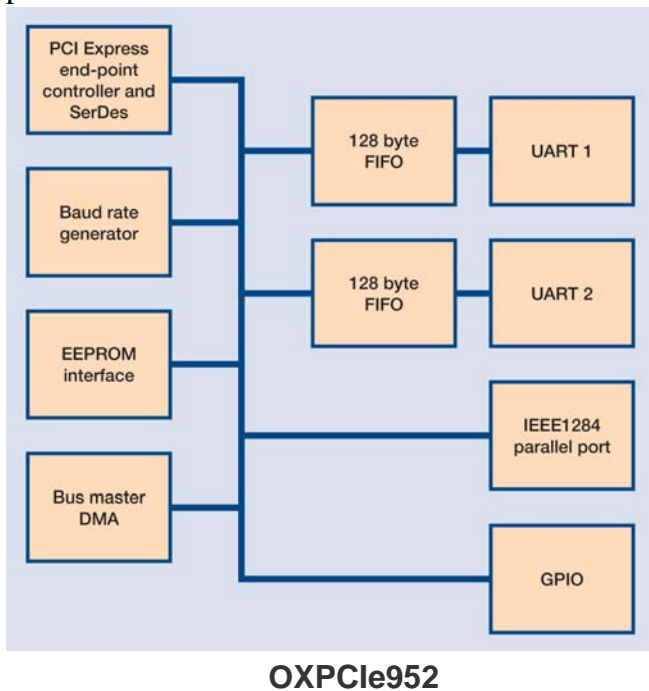 PCI Express
end-point
controller and
SerDes
128 byte
FIFO
UART 1
Baud rate
generator
128 byte
FIFO
UART 2
EEPROM
interface
IEEE1284
parallel port
Bus master
DMA
GPIO
OXPCIe952